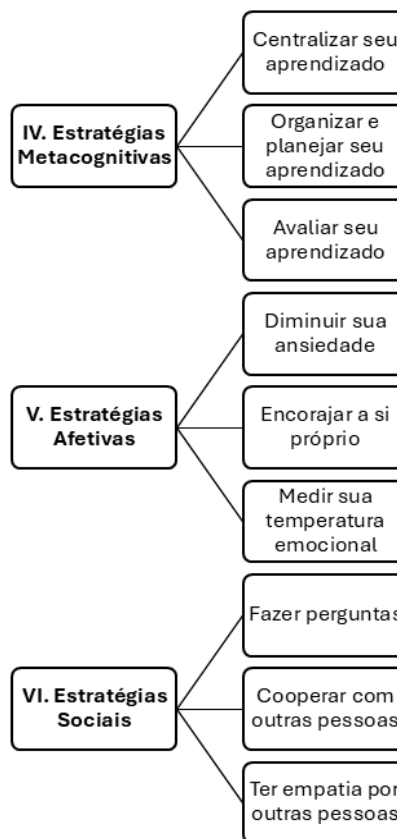 Centralizar seu
aprendizado
IV. Estratégias
Metacognitivas
Organizar e
planejar seu
aprendizado
Avaliar seu
aprendizado
Diminuir sua
ansiedade
V. Estratégias
Afetivas
Encorajar a si
próprio
Medir sua
temperatura
emocional
Fazer perguntas
VI. Estratégias
Sociais
Cooperar com
outras pessoas
Ter empatia por
outras pessoas